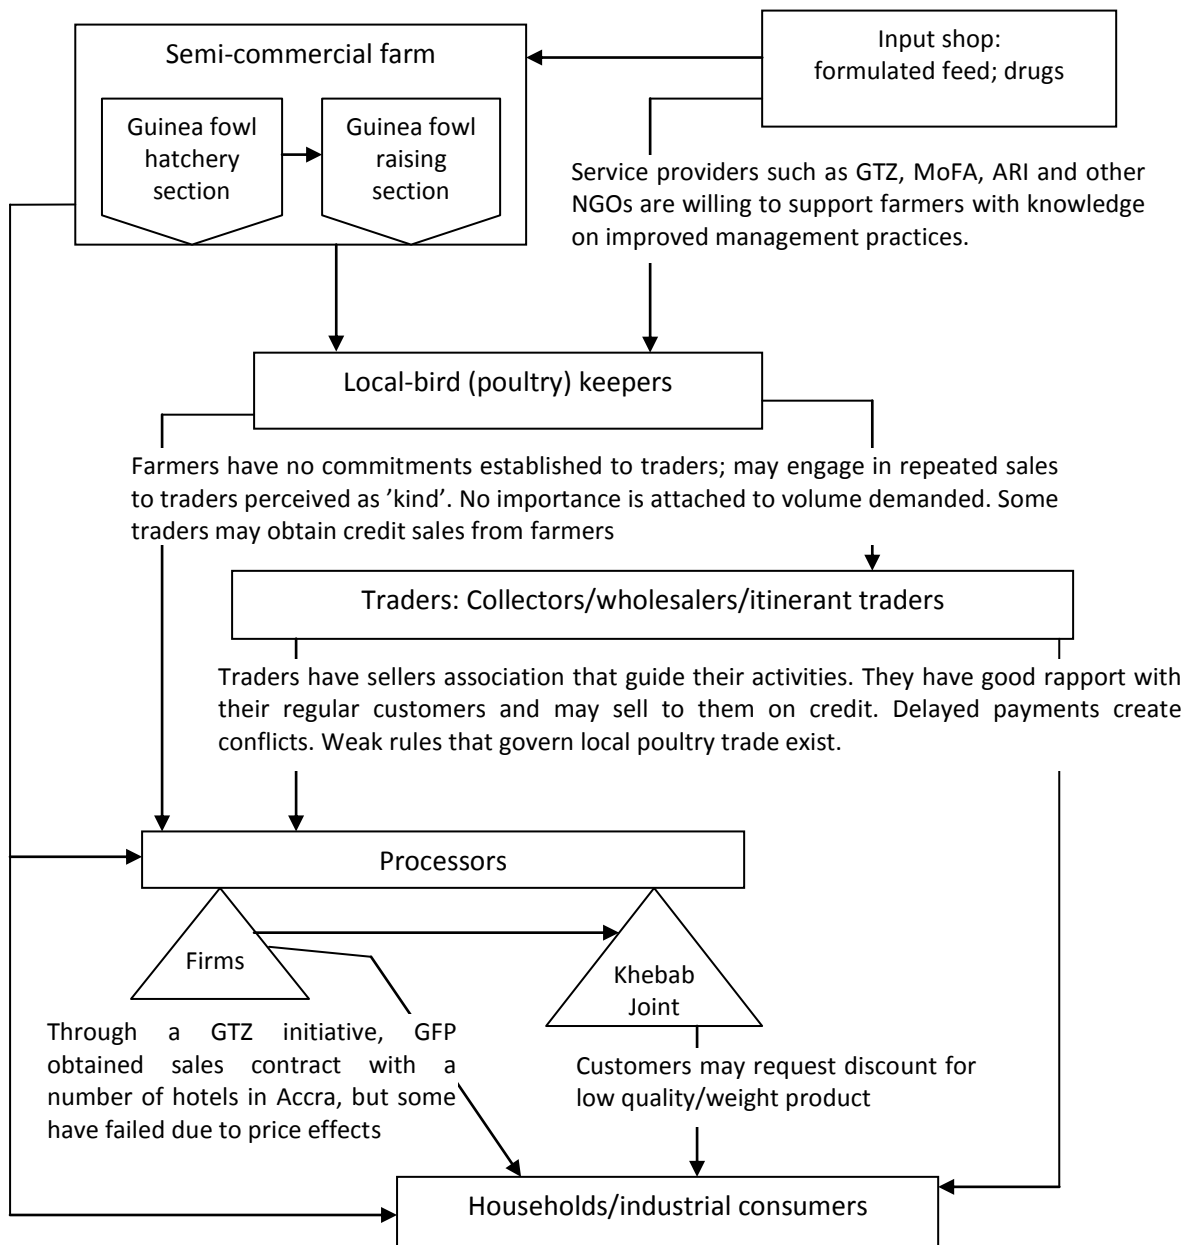 Semi-commercial farm
Input shop:
formulated feed; drugs
Guinea fowl
hatchery
section
Guinea fowl
raising
section
Service providers such as GTZ, MoFA, ARI and other
NGOs are willing to support farmers with knowledge
on improved management practices.
Local-bird (poultry) keepers
Farmers have no commitments established to traders; may engage in repeated sales
to traders perceived as ’kind’. No importance is attached to volume demanded. Some
traders may obtain credit sales from farmers
Traders: Collectors/wholesalers/itinerant traders
Traders have sellers association that guide their activities. They have good rapport with
their regular customers and may sell to them on credit. Delayed payments create
conflicts. Weak rules that govern local poultry trade exist.
Processors
Firms
Khebab
Joint
Through a GTZ initiative, GFP
obtained sales contract with a
number of hotels in Accra, but some
have failed due to price effects
Customers may request discount for
low quality/weight product
Households/industrial consumers